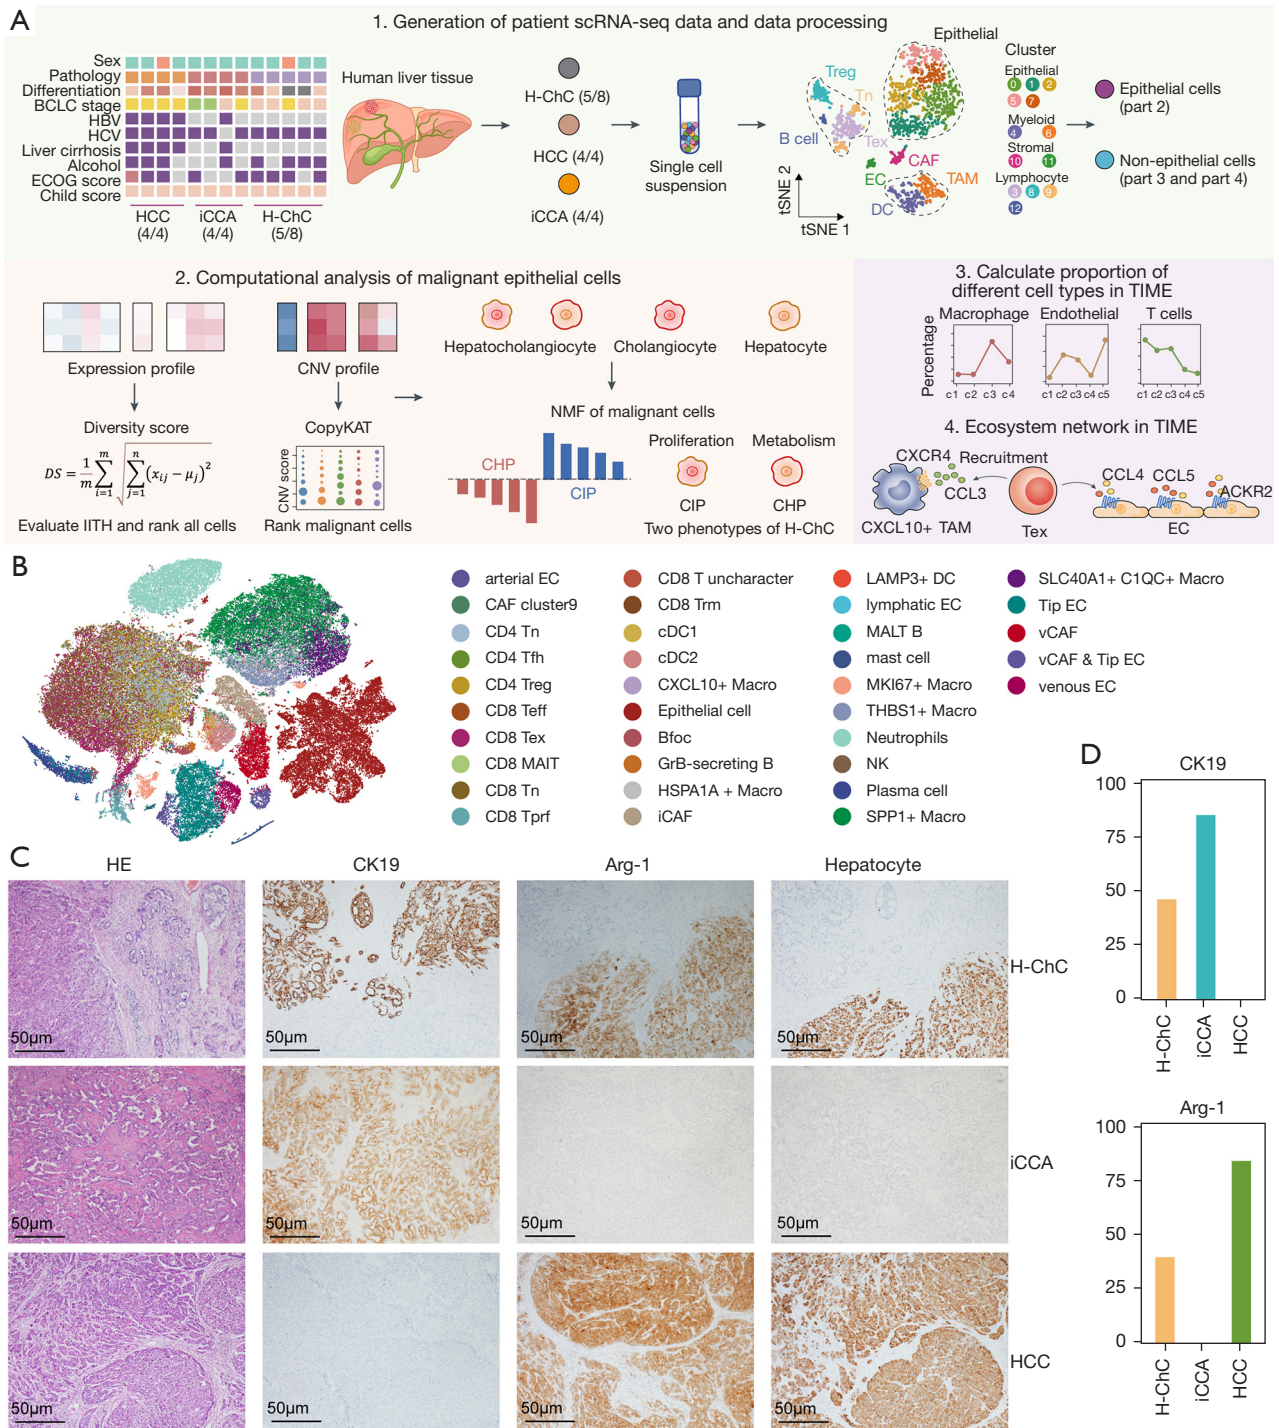 A
1. Generation of patient scRNA-seq data and data processing
Sex
Pathology
Differentiation
BCLC stage
HBV
HCV
Liver cirrhosis
Alcohol
ECOG score
Child score
HCC
(4/4)
iCCA
(4/4)
H-ChC
(5/8)
Human liver tissue
H-ChC (5/8)
HCC (4/4)
iCCA (4/4)
Single cell
suspension
Epithelial
Treg
Tn
B cell
Tex
CAF
EC
TAM
DC
tSNE 2
tSNE 1
Cluster
Epithelial
0 1 2
5 7
Myeloid
4 6
Stromal
10 11
Lymphocyte
3 8 9
12
Epithelial cells
(part 2)
Non-epithelial cells
(part 3 and part 4)
2. Computational analysis of malignant epithelial cells
Expression profile
Diversity score
DS = 1/m ∑_{i=1}^{m} √(∑_{j=1}^{n} (x_{ij} − μ_j)^2)
Evaluate IITH and rank all cells
CNV profile
CopyKAT
CNV score
Rank malignant cells
Hepatocholangiocyte
Cholangiocyte
Hepatocyte
NMF of malignant cells
CHP
CIP
Proliferation
CIP
Metabolism
CHP
Two phenotypes of H-ChC
3. Calculate proportion of
different cell types in TIME
Macrophage
Endothelial
T cells
Percentage
c1 c2 c3 c4
c1 c2 c3 c4 c5
c1 c2 c3 c4 c5
4. Ecosystem network in TIME
CXCR4
Recruitment
CCL3
CXCL10+ TAM
Tex
CCL4
CCL5
ACKR2
EC
B
arterial EC
CAF cluster9
CD4 Tn
CD4 Tfh
CD4 Treg
CD8 Teff
CD8 Tex
CD8 MAIT
CD8 Tn
CD8 Tprf
CD8 T uncharacter
CD8 Trm
cDC1
cDC2
CXCL10+ Macro
Epithelial cell
Bfoc
GrB-secreting B
HSPA1A + Macro
iCAF
LAMP3+ DC
lymphatic EC
MALT B
mast cell
MKI67+ Macro
THBS1+ Macro
Neutrophils
NK
Plasma cell
SPP1+ Macro
SLC40A1+ C1QC+ Macro
Tip EC
vCAF
vCAF & Tip EC
venous EC
C
HE
CK19
Arg-1
Hepatocyte
50μm
50μm
50μm
50μm
H-ChC
50μm
50μm
50μm
50μm
iCCA
50μm
50μm
50μm
50μm
HCC
D
CK19
100
75
50
25
0
H-ChC
iCCA
HCC
Arg-1
100
75
50
25
0
H-ChC
iCCA
HCC